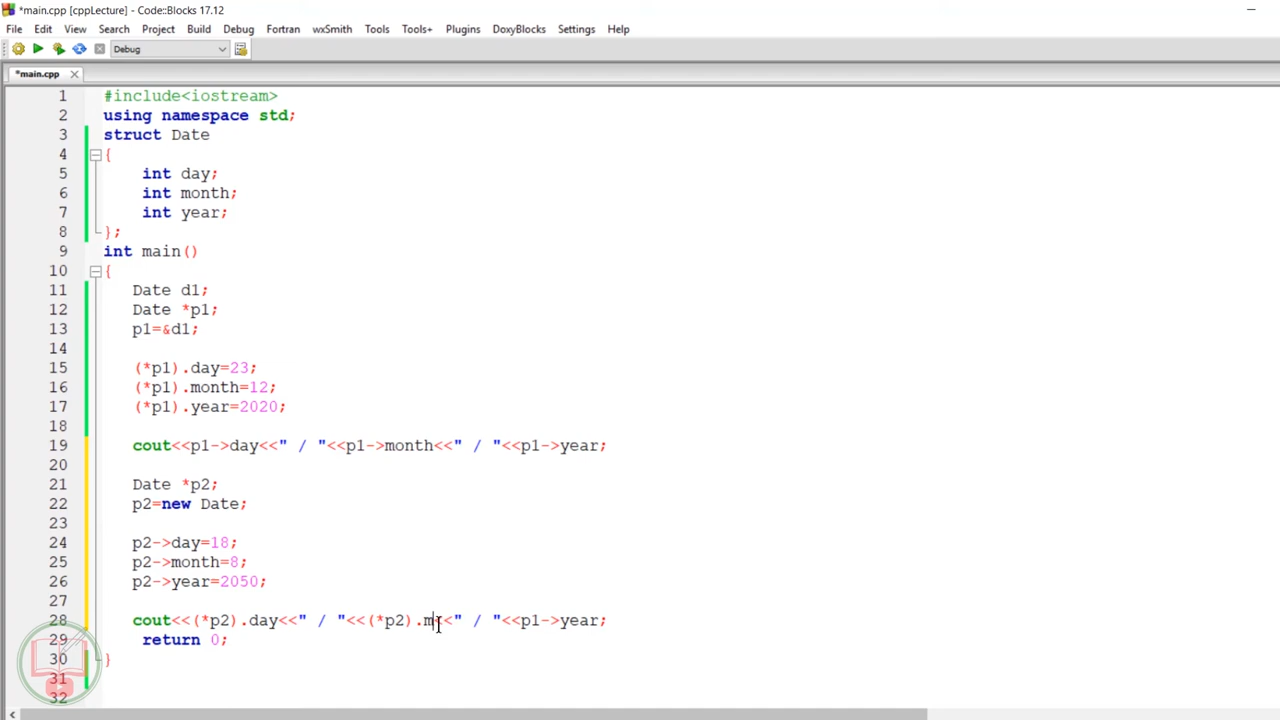 *main.cpp [cppLecture] - Code::Blocks 17.12
File Edit View Search Project Build Debug Fortran wxSmith Tools Tools+ Plugins DoxyBlocks Settings Help
Debug
*main.cpp
1 #include<iostream>
2 using namespace std;
3 struct Date
4 {
5 int day;
6 int month;
7 int year;
8 };
9 int main()
10 {
11 Date d1;
12 Date *p1;
13 p1=&d1;
14
15 (*p1).day=23;
16 (*p1).month=12;
17 (*p1).year=2020;
18
19 cout<<p1->day<<" / "<<p1->month<<" / "<<p1->year;
20
21 Date *p2;
22 p2=new Date;
23
24 p2->day=18;
25 p2->month=8;
26 p2->year=2050;
27
28 cout<<(*p2).day<<" / "<<(*p2).m<<" / "<<p1->year;
29 return 0;
30 }
31
32